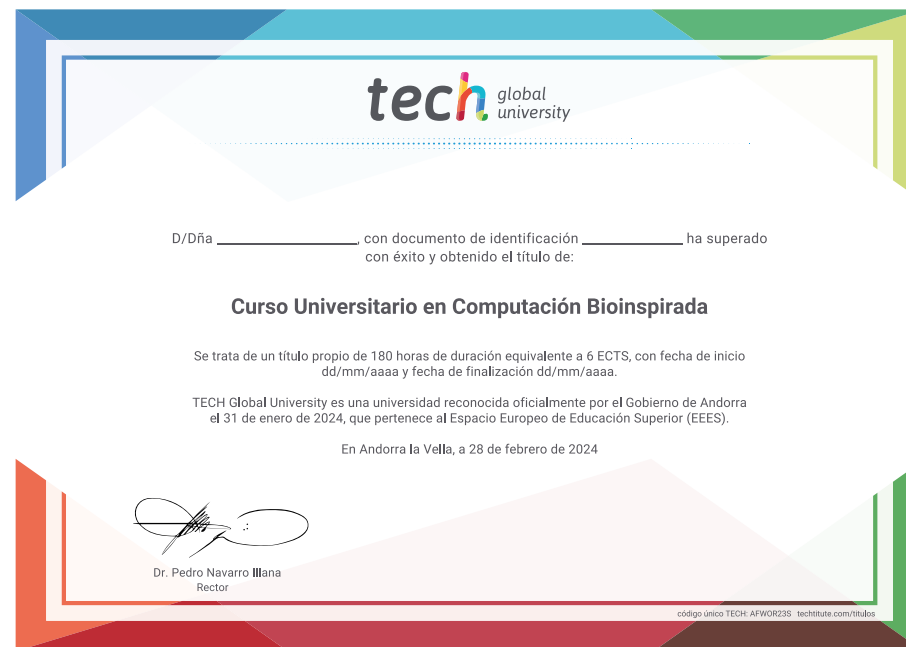 tech global university
D/Dña ____________________, con documento de identificación ______________ ha superado
con éxito y obtenido el título de:
Curso Universitario en Computación Bioinspirada
Se trata de un título propio de 180 horas de duración equivalente a 6 ECTS, con fecha de inicio
dd/mm/aaaa y fecha de finalización dd/mm/aaaa.
TECH Global University es una universidad reconocida oficialmente por el Gobierno de Andorra
el 31 de enero de 2024, que pertenece al Espacio Europeo de Educación Superior (EEES).
En Andorra la Vella, a 28 de febrero de 2024
Dr. Pedro Navarro Illana
Rector
código único TECH: AFWOR23S techtitute.com/titulos